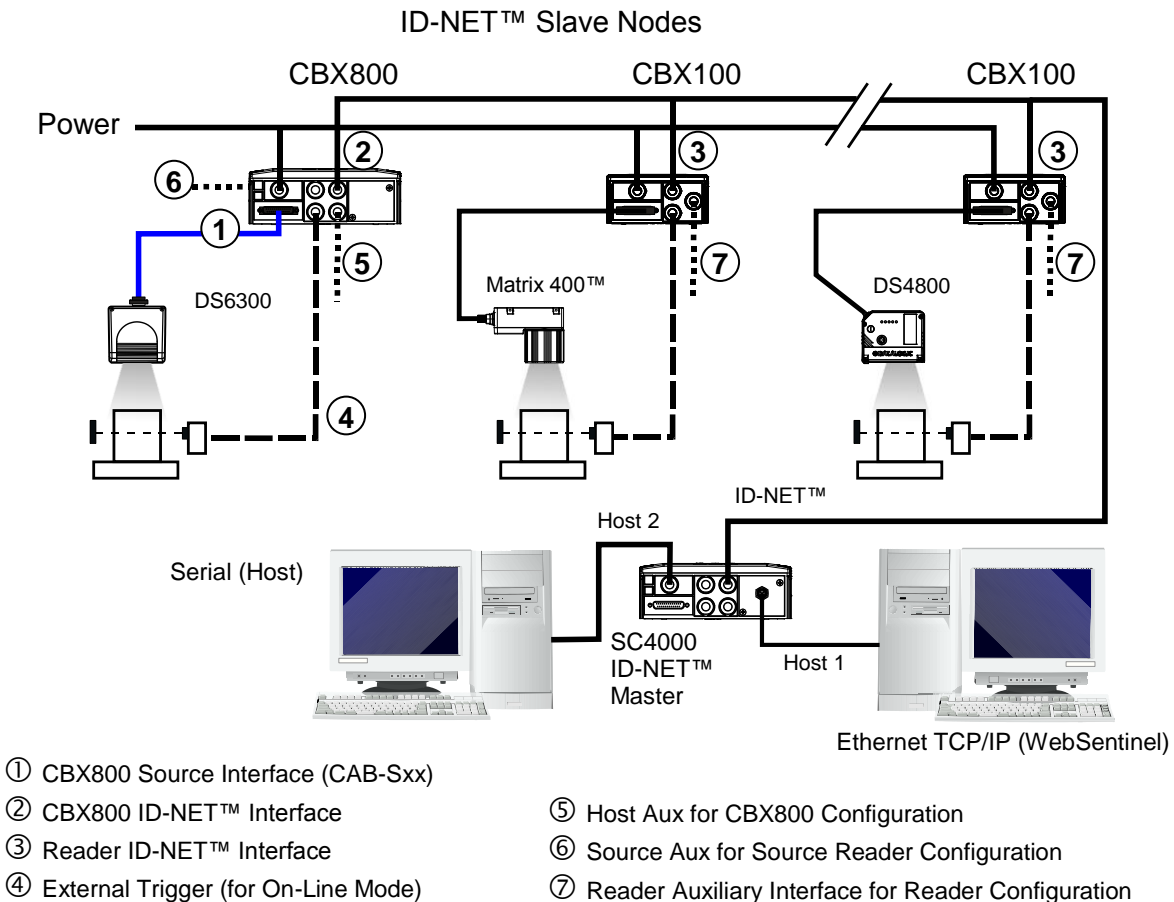 ID-NET™ Slave Nodes
CBX800
CBX100
CBX100
Power
2
3
3
6
1
5
7
7
DS6300
Matrix 400™
DS4800
DATALOGIC
4
ID-NET™
Host 2
Serial (Host)
SC4000
ID-NET™
Master
Host 1
Ethernet TCP/IP (WebSentinel)
① CBX800 Source Interface (CAB-Sxx)
② CBX800 ID-NET™ Interface
③ Reader ID-NET™ Interface
④ External Trigger (for On-Line Mode)
⑤ Host Aux for CBX800 Configuration
⑥ Source Aux for Source Reader Configuration
⑦ Reader Auxiliary Interface for Reader Configuration